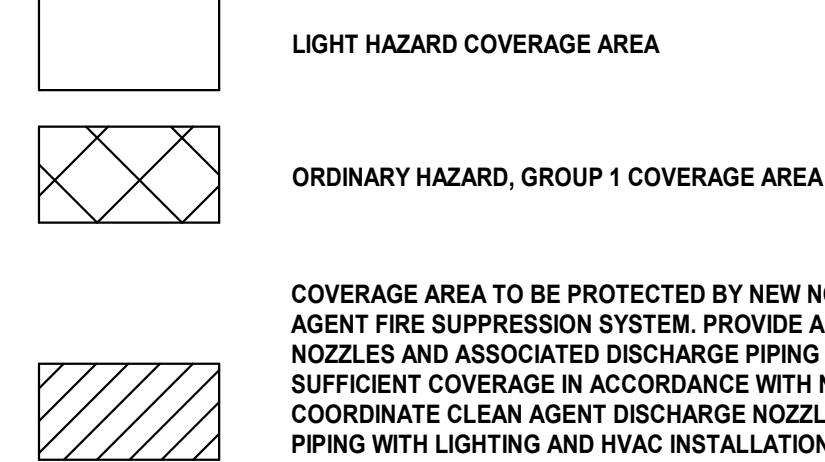 LIGHT HAZARD COVERAGE AREA
ORDINARY HAZARD, GROUP 1 COVERAGE AREA
COVERAGE AREA TO BE PROTECTED BY NEW
AGENT FIRE SUPPRESSION SYSTEM. PROVIDE
NOZZLES AND ASSOCIATED DISCHARGE PIPING
SUFFICIENT COVERAGE IN ACCORDANCE WITH
COORDINATE CLEAN AGENT DISCHARGE
PIPING WITH LIGHTING AND HVAC